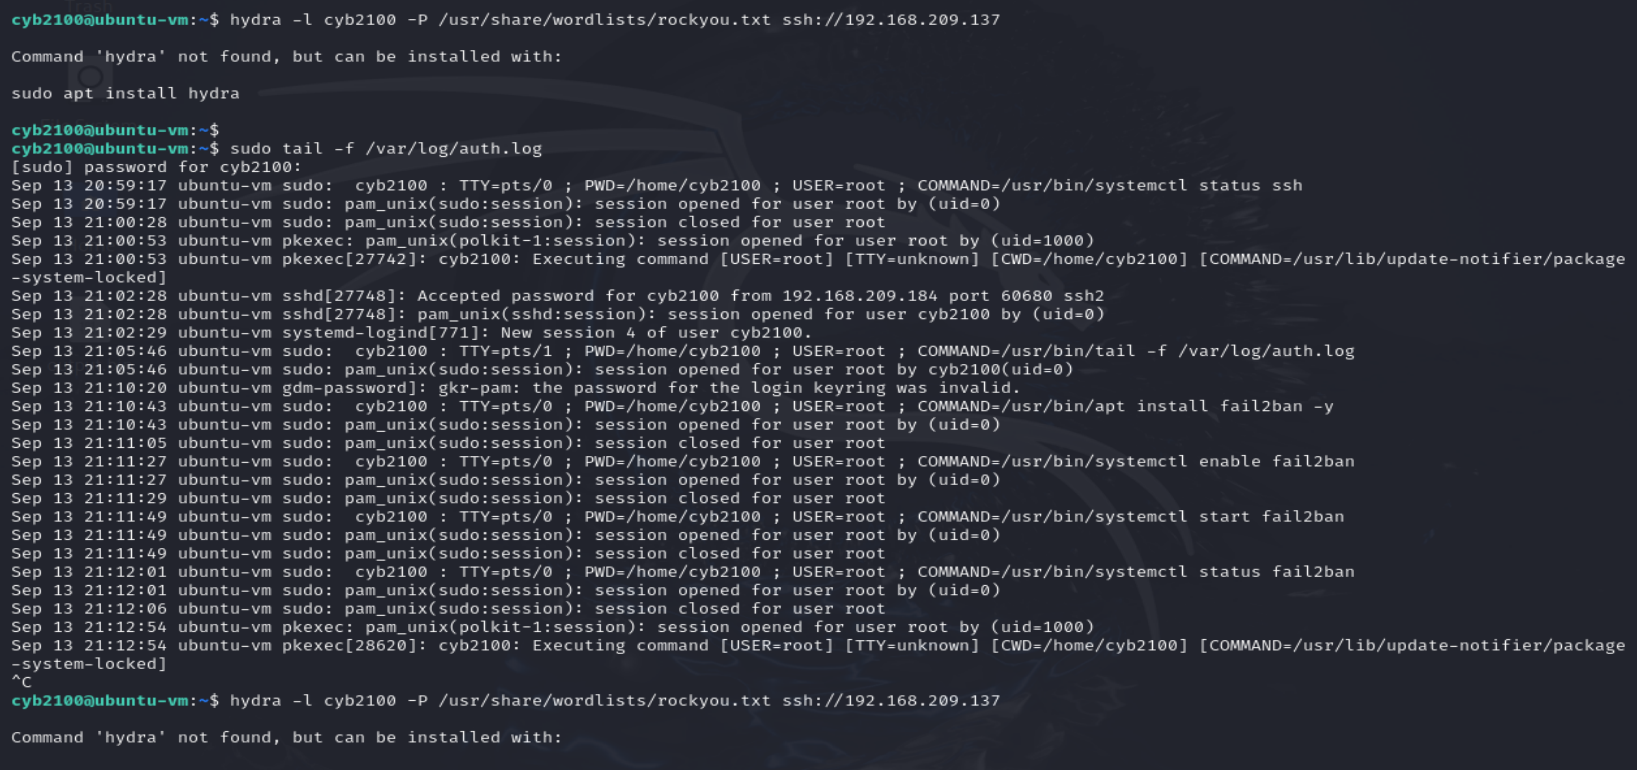 Trash
cyb2100@ubuntu-vm:~$ hydra -l cyb2100 -P /usr/share/wordlists/rockyou.txt ssh://192.168.209.137
Command 'hydra' not found, but can be installed with:
sudo apt install hydra
cyb2100@ubuntu-vm:~$
cyb2100@ubuntu-vm:~$ sudo tail -f /var/log/auth.log
[sudo] password for cyb2100:
Sep 13 20:59:17 ubuntu-vm sudo:  cyb2100 : TTY=pts/0 ; PWD=/home/cyb2100 ; USER=root ; COMMAND=/usr/bin/systemctl status ssh
Sep 13 20:59:17 ubuntu-vm sudo: pam_unix(sudo:session): session opened for user root by (uid=0)
Sep 13 21:00:28 ubuntu-vm sudo: pam_unix(sudo:session): session closed for user root
Sep 13 21:00:53 ubuntu-vm pkexec: pam_unix(polkit-1:session): session opened for user root by (uid=1000)
Sep 13 21:00:53 ubuntu-vm pkexec[27742]: cyb2100: Executing command [USER=root] [TTY=unknown] [CWD=/home/cyb2100] [COMMAND=/usr/lib/update-notifier/package
-system-locked]
Sep 13 21:02:28 ubuntu-vm sshd[27748]: Accepted password for cyb2100 from 192.168.209.184 port 60680 ssh2
Sep 13 21:02:28 ubuntu-vm sshd[27748]: pam_unix(sshd:session): session opened for user cyb2100 by (uid=0)
Sep 13 21:02:29 ubuntu-vm systemd-logind[771]: New session 4 of user cyb2100.
Sep 13 21:05:46 ubuntu-vm sudo:  cyb2100 : TTY=pts/1 ; PWD=/home/cyb2100 ; USER=root ; COMMAND=/usr/bin/tail -f /var/log/auth.log
Sep 13 21:05:46 ubuntu-vm sudo: pam_unix(sudo:session): session opened for user root by cyb2100(uid=0)
Sep 13 21:10:20 ubuntu-vm gdm-password]: gkr-pam: the password for the login keyring was invalid.
Sep 13 21:10:43 ubuntu-vm sudo:  cyb2100 : TTY=pts/0 ; PWD=/home/cyb2100 ; USER=root ; COMMAND=/usr/bin/apt install fail2ban -y
Sep 13 21:10:43 ubuntu-vm sudo: pam_unix(sudo:session): session opened for user root by (uid=0)
Sep 13 21:11:05 ubuntu-vm sudo: pam_unix(sudo:session): session closed for user root
Sep 13 21:11:27 ubuntu-vm sudo:  cyb2100 : TTY=pts/0 ; PWD=/home/cyb2100 ; USER=root ; COMMAND=/usr/bin/systemctl enable fail2ban
Sep 13 21:11:27 ubuntu-vm sudo: pam_unix(sudo:session): session opened for user root by (uid=0)
Sep 13 21:11:29 ubuntu-vm sudo: pam_unix(sudo:session): session closed for user root
Sep 13 21:11:49 ubuntu-vm sudo:  cyb2100 : TTY=pts/0 ; PWD=/home/cyb2100 ; USER=root ; COMMAND=/usr/bin/systemctl start fail2ban
Sep 13 21:11:49 ubuntu-vm sudo: pam_unix(sudo:session): session opened for user root by (uid=0)
Sep 13 21:11:49 ubuntu-vm sudo: pam_unix(sudo:session): session closed for user root
Sep 13 21:12:01 ubuntu-vm sudo:  cyb2100 : TTY=pts/0 ; PWD=/home/cyb2100 ; USER=root ; COMMAND=/usr/bin/systemctl status fail2ban
Sep 13 21:12:01 ubuntu-vm sudo: pam_unix(sudo:session): session opened for user root by (uid=0)
Sep 13 21:12:06 ubuntu-vm sudo: pam_unix(sudo:session): session closed for user root
Sep 13 21:12:54 ubuntu-vm pkexec: pam_unix(polkit-1:session): session opened for user root by (uid=1000)
Sep 13 21:12:54 ubuntu-vm pkexec[28620]: cyb2100: Executing command [USER=root] [TTY=unknown] [CWD=/home/cyb2100] [COMMAND=/usr/lib/update-notifier/package
-system-locked]
^C
cyb2100@ubuntu-vm:~$ hydra -l cyb2100 -P /usr/share/wordlists/rockyou.txt ssh://192.168.209.137
Command 'hydra' not found, but can be installed with: